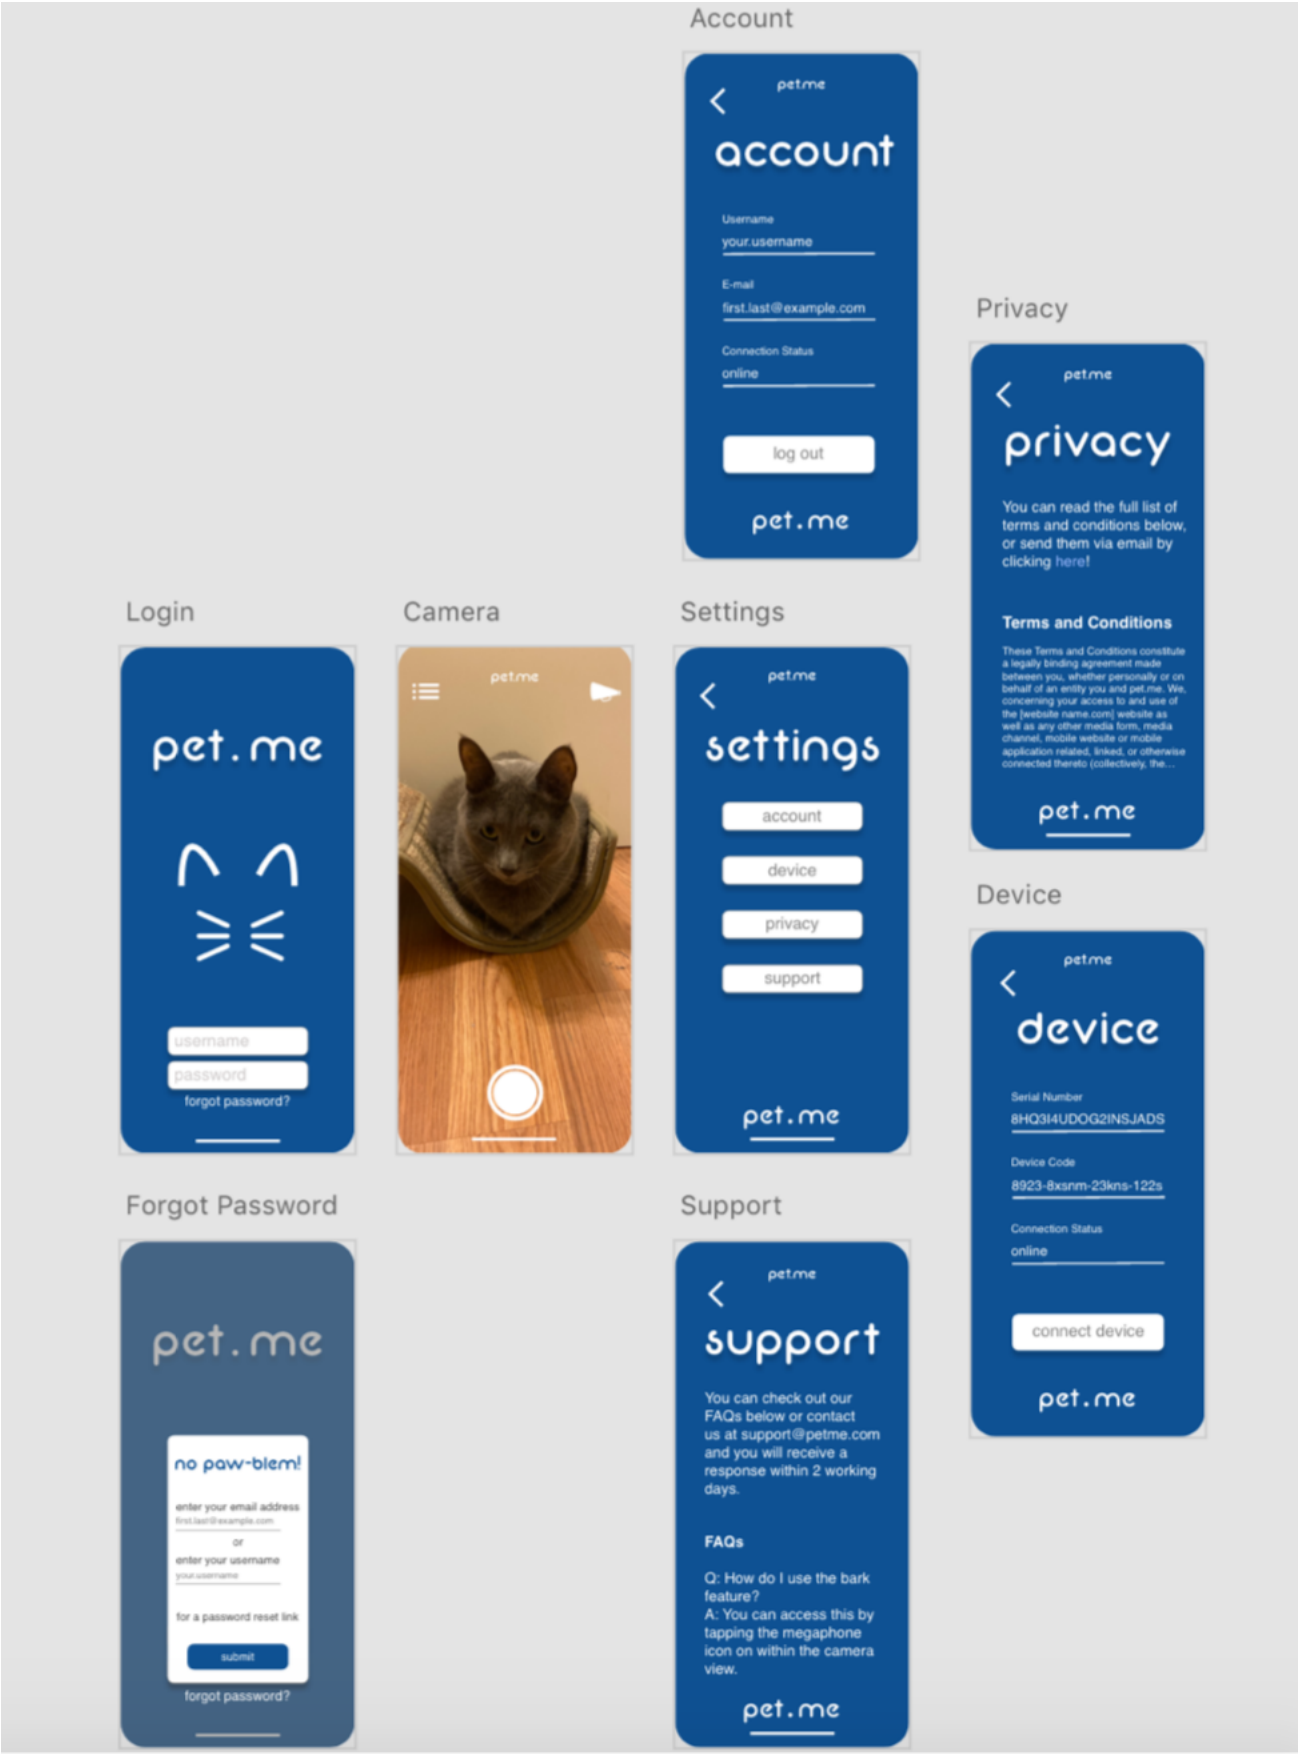 Account
pet.me
account
Username
your.username
E-mail
first.last@example.com
Connection Status
online
log out
pet.me
Privacy
pet.me
privacy
You can read the full list of
terms and conditions below,
or send them via email by
clicking here!
Terms and Conditions
These Terms and Conditions constitute
a legally binding agreement made
between you, whether personally or on
behalf of an entity you and pet.me. We,
concerning your access to and use of
the [website name.com] website as
well as any other media form, media
channel, mobile website or mobile
application related, linked, or otherwise
connected thereto (collectively, the...
pet.me
Login
pet.me
username
password
forgot password?
Camera
pet.me
Settings
pet.me
settings
account
device
privacy
support
pet.me
Device
pet.me
device
Serial Number
8HQ3I4UDOG2INSJADS
Device Code
8923-8xsnm-23kns-122s
Connection Status
online
connect device
pet.me
Forgot Password
pet.me
no paw-blem!
enter your email address
first.last@example.com
or
enter your username
your.username
for a password reset link
submit
forgot password?
Support
pet.me
support
You can check out our
FAQs below or contact
us at support@petme.com
and you will receive a
response within 2 working
days.
FAQs
Q: How do I use the bark
feature?
A: You can access this by
tapping the megaphone
icon on within the camera
view.
pet.me